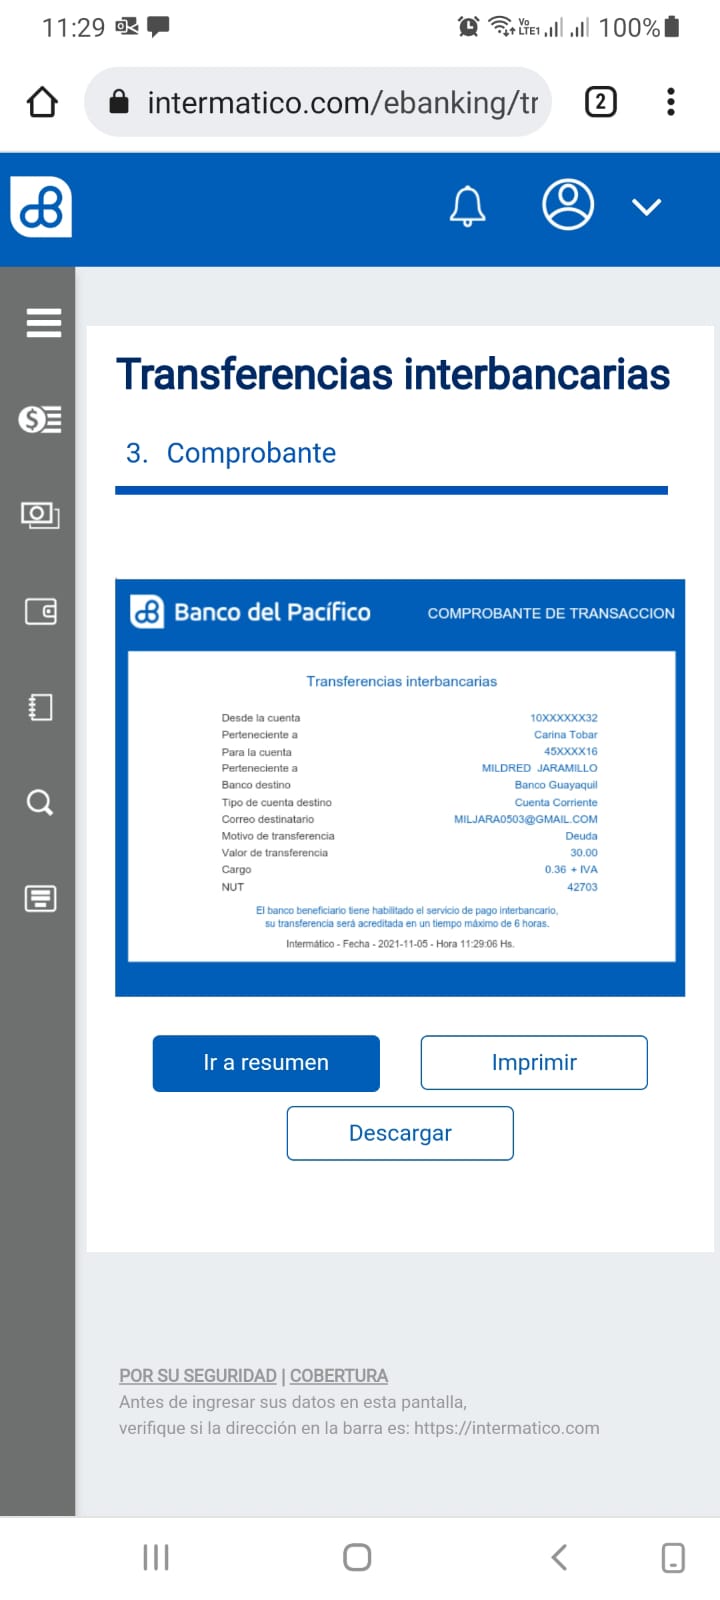 11:29 Vo LTE1 100%
intermatico.com/ebanking/tr 2
Transferencias interbancarias
3. Comprobante
Banco del Pacífico COMPROBANTE DE TRANSACCION
Transferencias interbancarias
Desde la cuenta 10XXXXXX32
Perteneciente a Carina Tobar
Para la cuenta 45XXXX16
Perteneciente a MILDRED JARAMILLO
Banco destino Banco Guayaquil
Tipo de cuenta destino Cuenta Corriente
Correo destinatario MILJARA0503@GMAIL.COM
Motivo de transferencia Deuda
Valor de transferencia 30.00
Cargo 0.36 + IVA
NUT 42703
El banco beneficiario tiene habilitado el servicio de pago interbancario,
su transferencia será acreditada en un tiempo máximo de 6 horas.
Intermático - Fecha - 2021-11-05 - Hora 11:29:06 Hs.
Ir a resumen Imprimir
Descargar
POR SU SEGURIDAD | COBERTURA
Antes de ingresar sus datos en esta pantalla,
verifique si la dirección en la barra es: https://intermatico.com